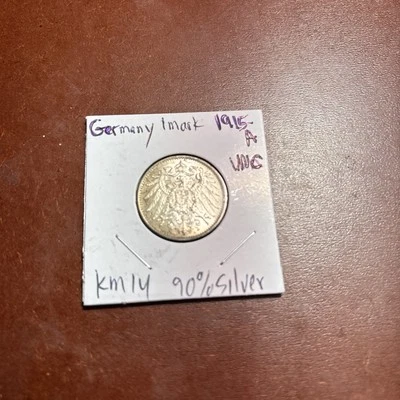 Germany 1mark 1915-
A
UNC
km14 90% Silver